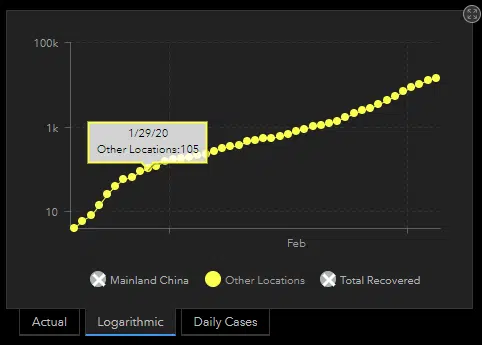 100k
1/29/20
Other Locations:105
1k
10
Feb
Mainland China Other Locations Total Recovered
Actual Logarithmic Daily Cases